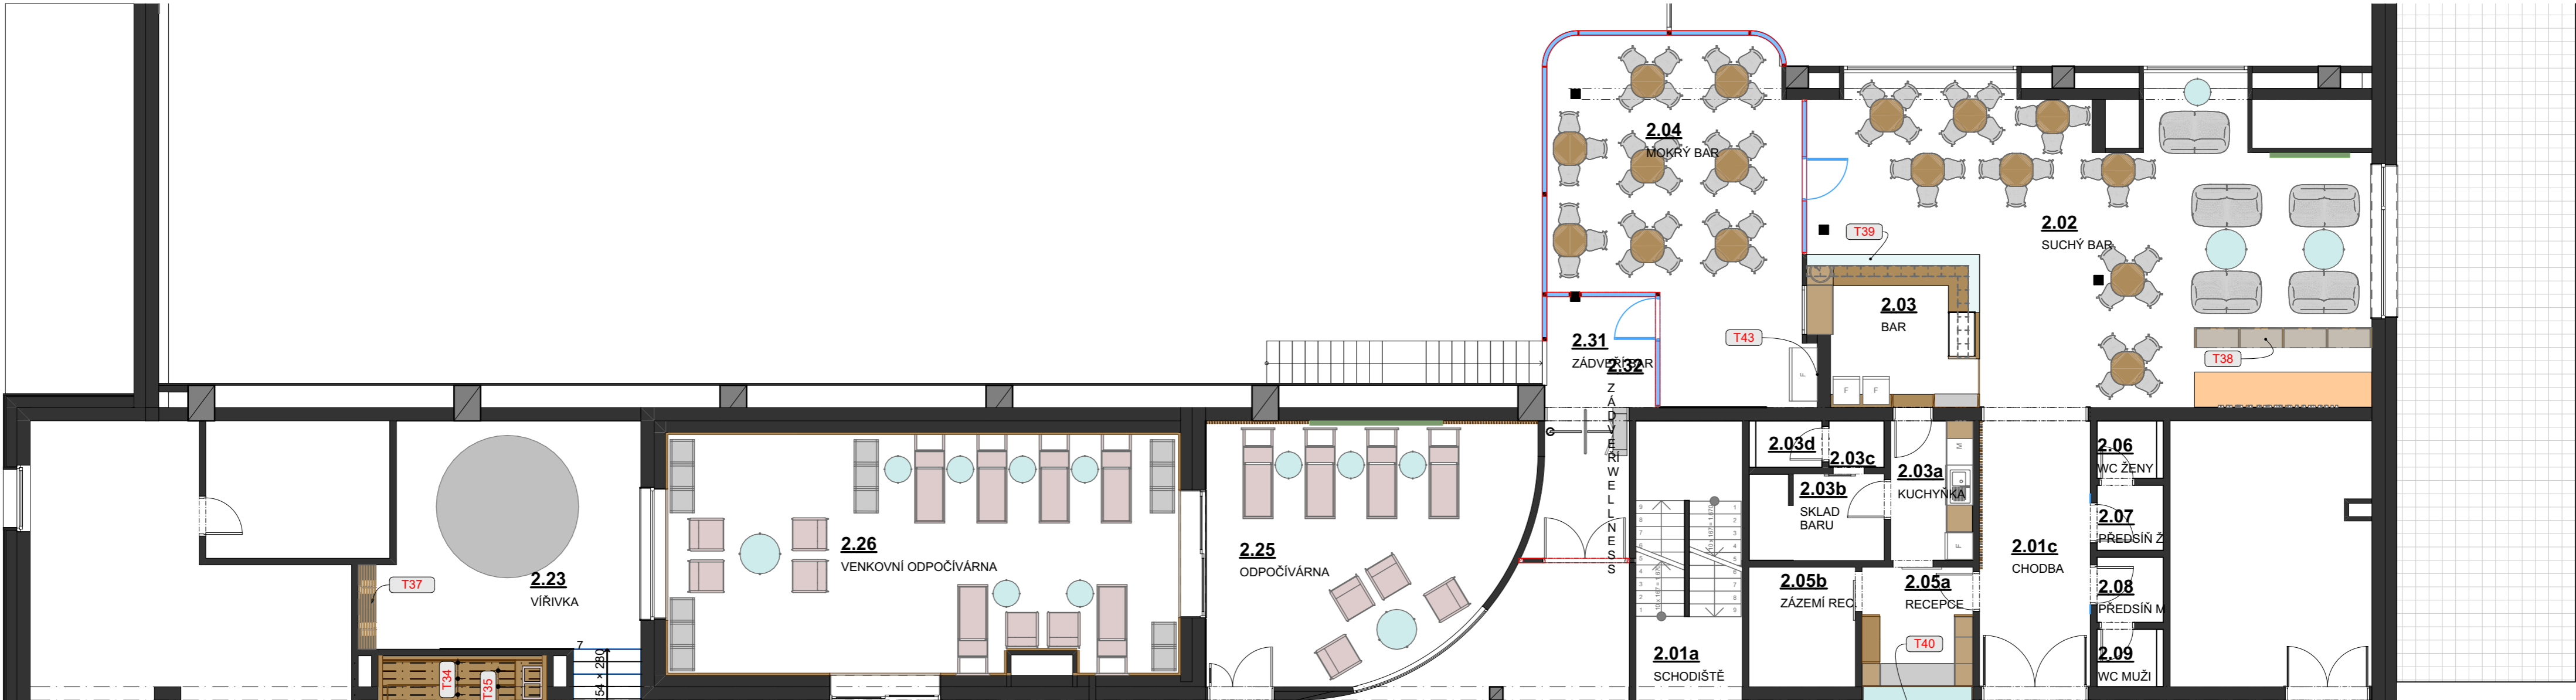 2.04
MOKRÝ BAR
2.02
SUCHÝ BAR
T39
2.03
BAR
T43
T38
F
F
F
2.31
ZÁDVEŘÍ BAR
2.32
ZÁDVEŘÍ WELLNESS
2.03d
2.03c
2.03a
KUCHYŇKA
M
F
2.03b
SKLAD
BARU
2.06
WC ŽENY
2.07
PŘEDSÍŇ Ž
2.01c
CHODBA
2.08
PŘEDSÍŇ M
2.09
WC MUŽI
2.05b
ZÁZEMÍ REC.
2.05a
RECEPCE
T40
2.01a
SCHODIŠTĚ
2.25
ODPOČÍVÁRNA
2.26
VENKOVNÍ ODPOČÍVÁRNA
2.23
VÍŘIVKA
T37
T34
T35
7
54 × 280